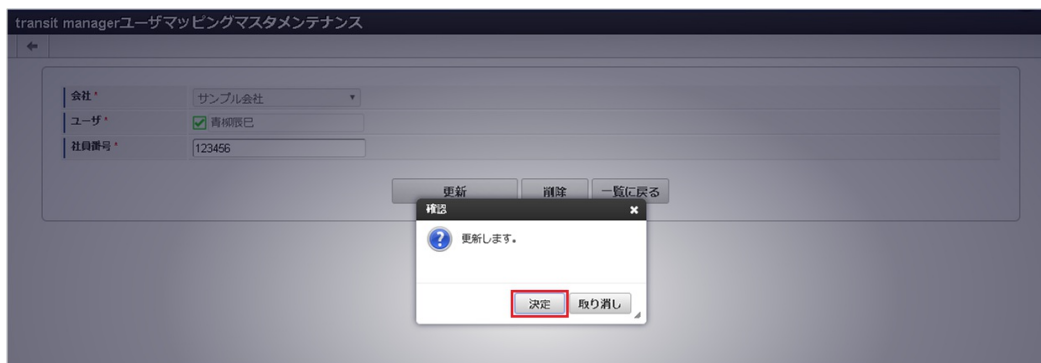 transit managerユーザマッピングマスタメンテナンス
会社 *
サンプル会社
ユーザ *
青柳辰巳
社員番号 *
123456
更新 削除 一覧に戻る
確認
更新します。
決定 取り消し